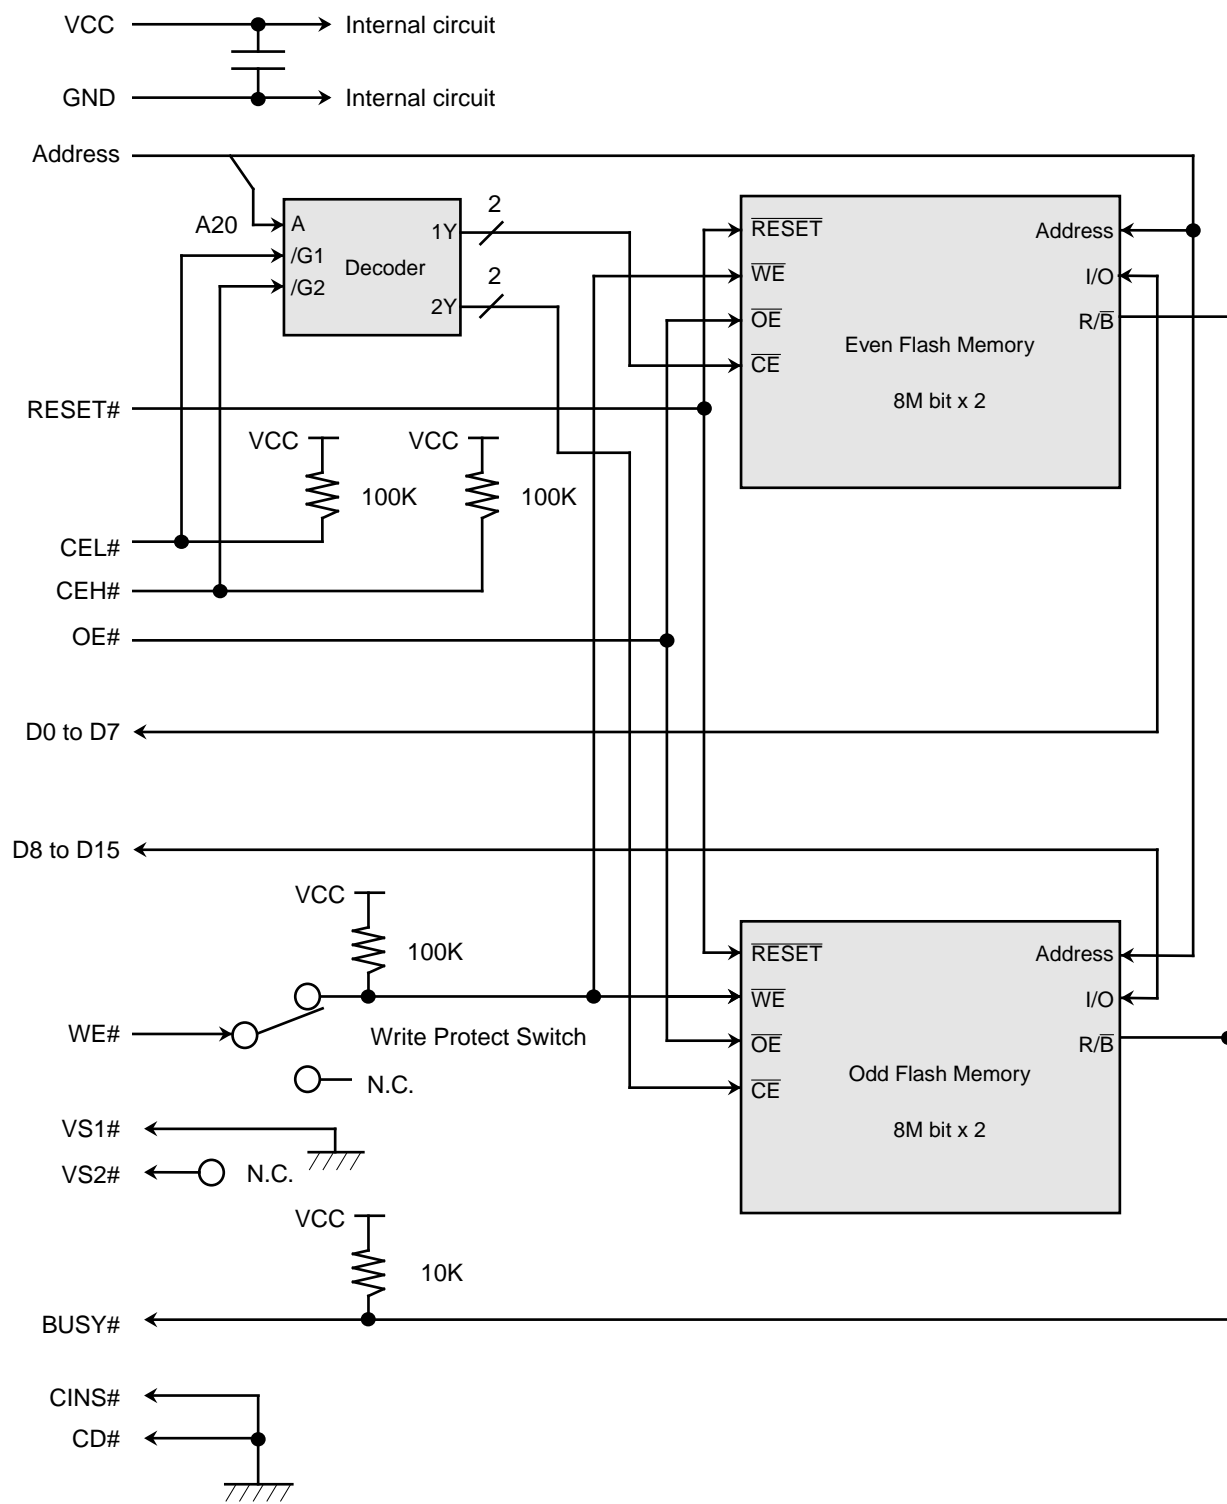 VCC
Internal circuit
GND
Internal circuit
Address
A20
A
/G1
/G2
Decoder
1Y
2Y
2
2
RESET
WE
OE
CE
Address
I/O
R/B
Even Flash Memory
8M bit x 2
RESET#
VCC
100K
VCC
100K
CEL#
CEH#
OE#
D0 to D7
D8 to D15
VCC
100K
WE#
Write Protect Switch
N.C.
RESET
WE
OE
CE
Address
I/O
R/B
Odd Flash Memory
8M bit x 2
VS1#
VS2#
N.C.
VCC
10K
BUSY#
CINS#
CD#